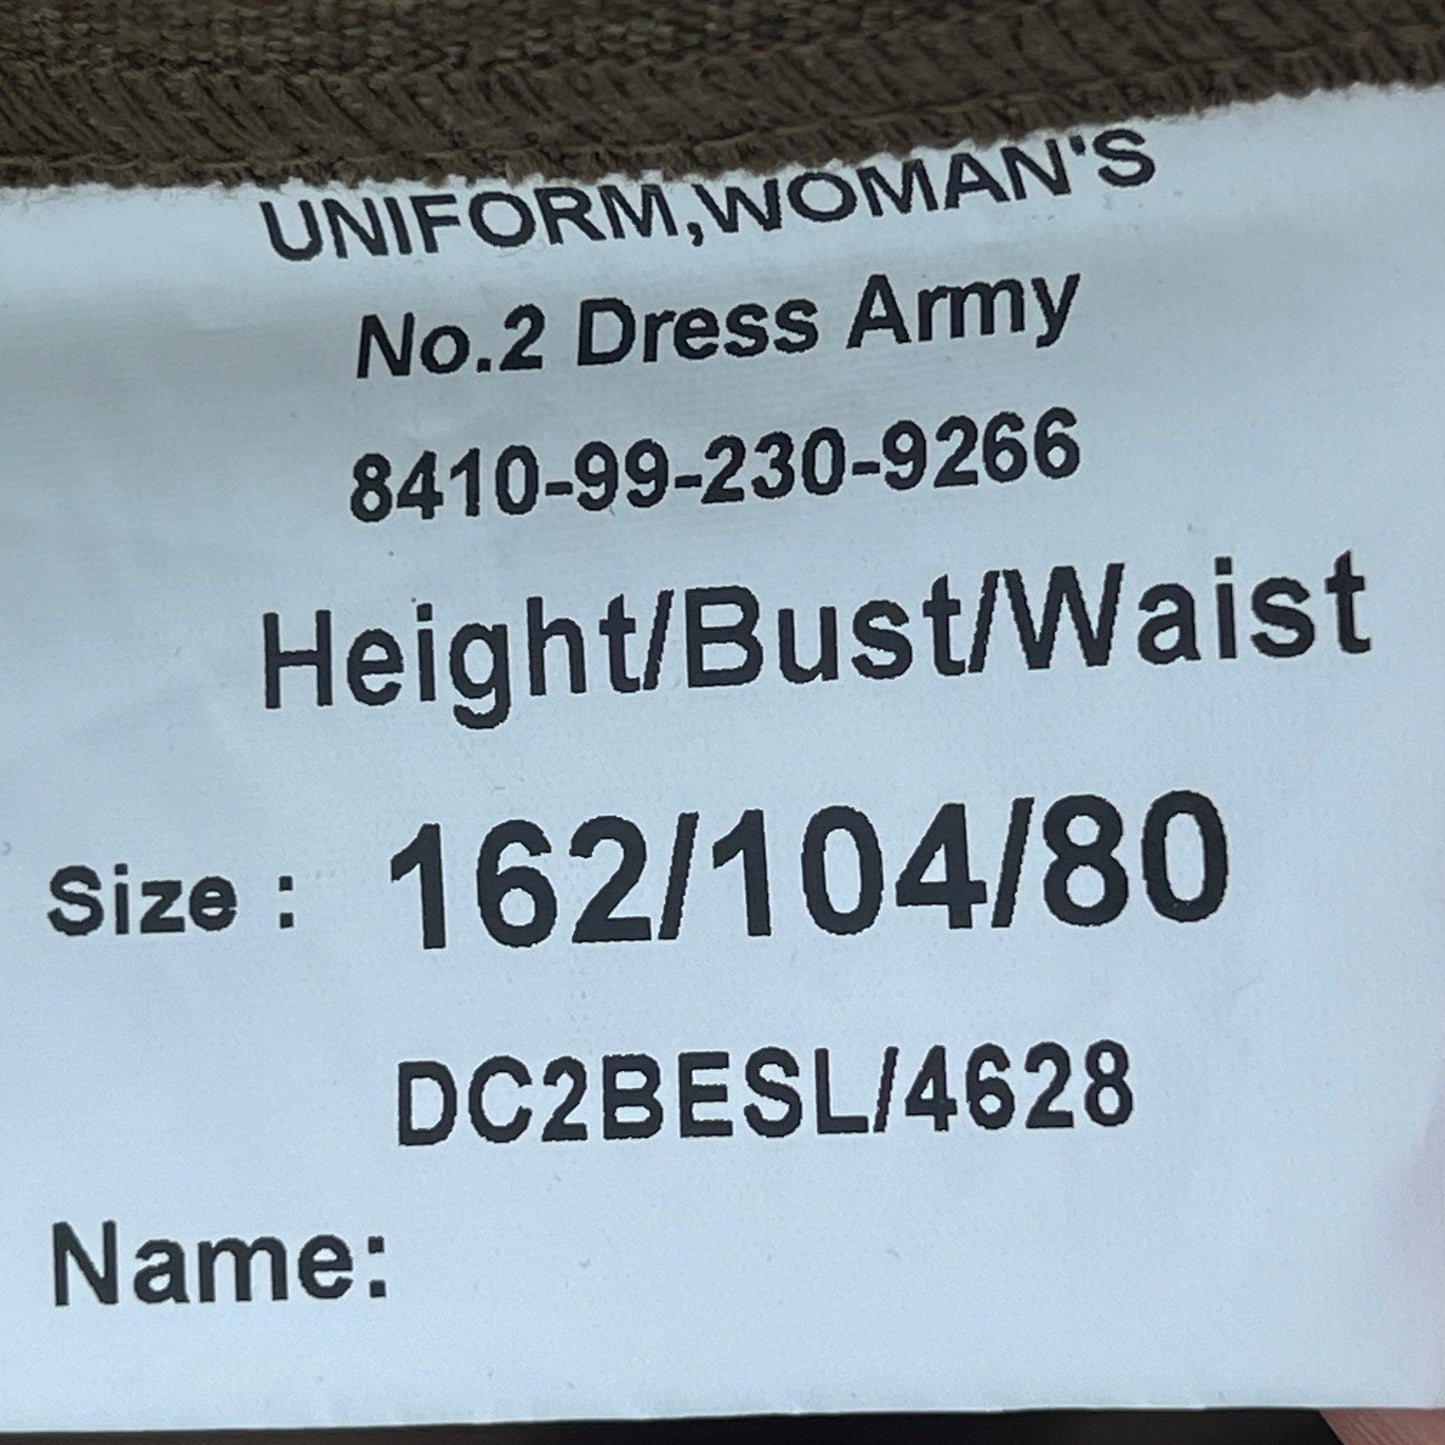 UNIFORM,WOMAN'S
No.2 Dress Army
8410-99-230-9266
Height/Bust/Waist
Size : 162/104/80
DC2BESL/4628
Name: